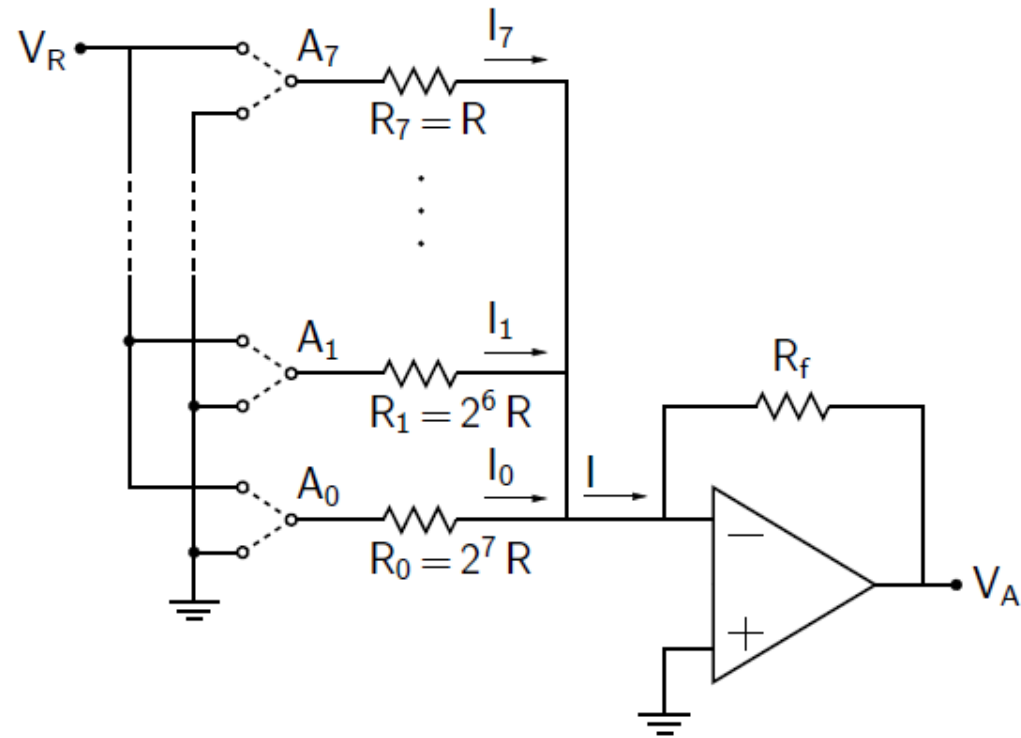 V_R
A_7
I_7
R_7 = R
A_1
I_1
R_1 = 2^6 R
R_f
A_0
I_0
I
R_0 = 2^7 R
−
+
V_A